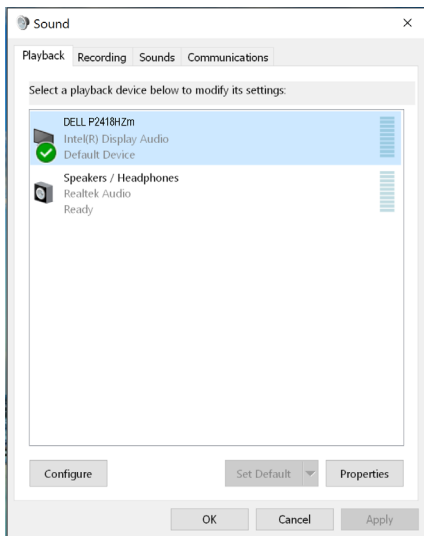 Sound
Playback Recording Sounds Communications
Select a playback device below to modify its settings:
DELL P2418HZm
Intel(R) Display Audio
Default Device
Speakers / Headphones
Realtek Audio
Ready
Configure Set Default Properties
OK Cancel Apply